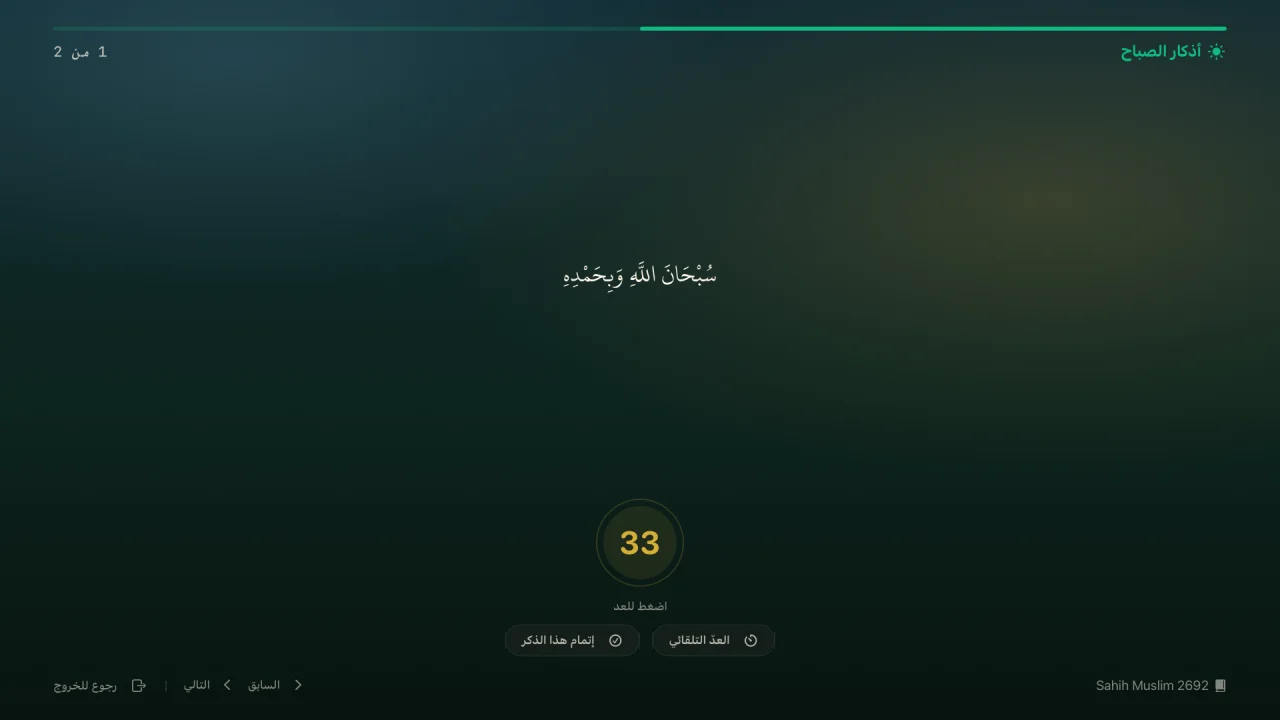 أذكار الصباح
1 من 2
سُبْحَانَ اللَّهِ وَبِحَمْدِهِ
33
اضغط للعد
العدّ التلقائي
إتمام هذا الذكر
Sahih Muslim 2692
السابق
التالي
رجوع للخروج